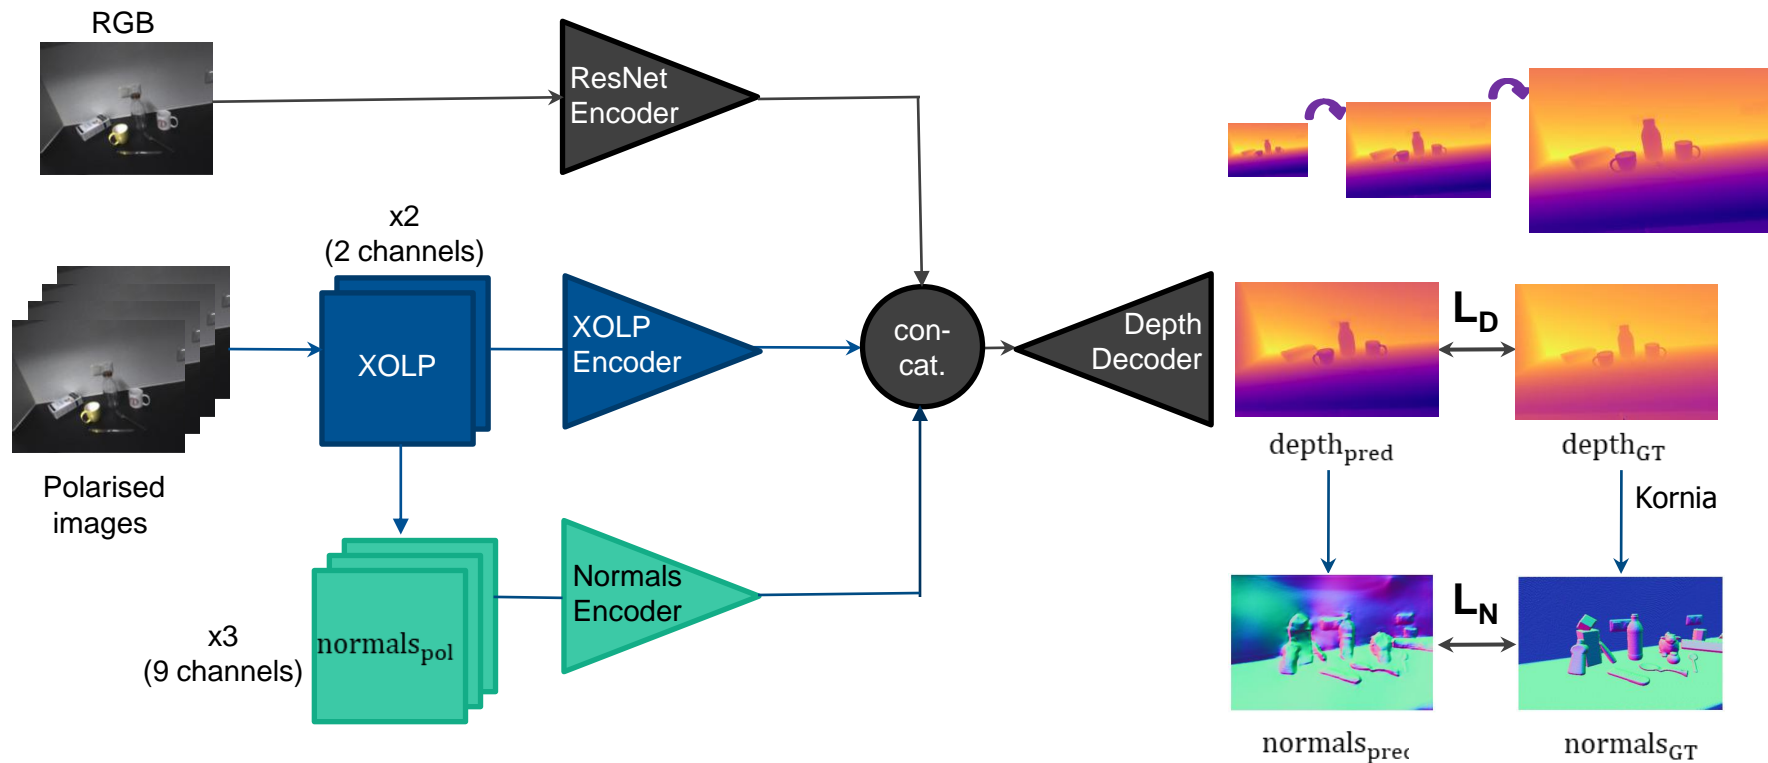 RGB
ResNet
Encoder
x2
(2 channels)
XOLP
XOLP
Encoder
con-
cat.
Depth
Decoder
L_D
depth_pred
depth_GT
Polarised
images
Kornia
Normals
Encoder
x3
(9 channels)
normals_pol
L_N
normals_pred
normals_GT